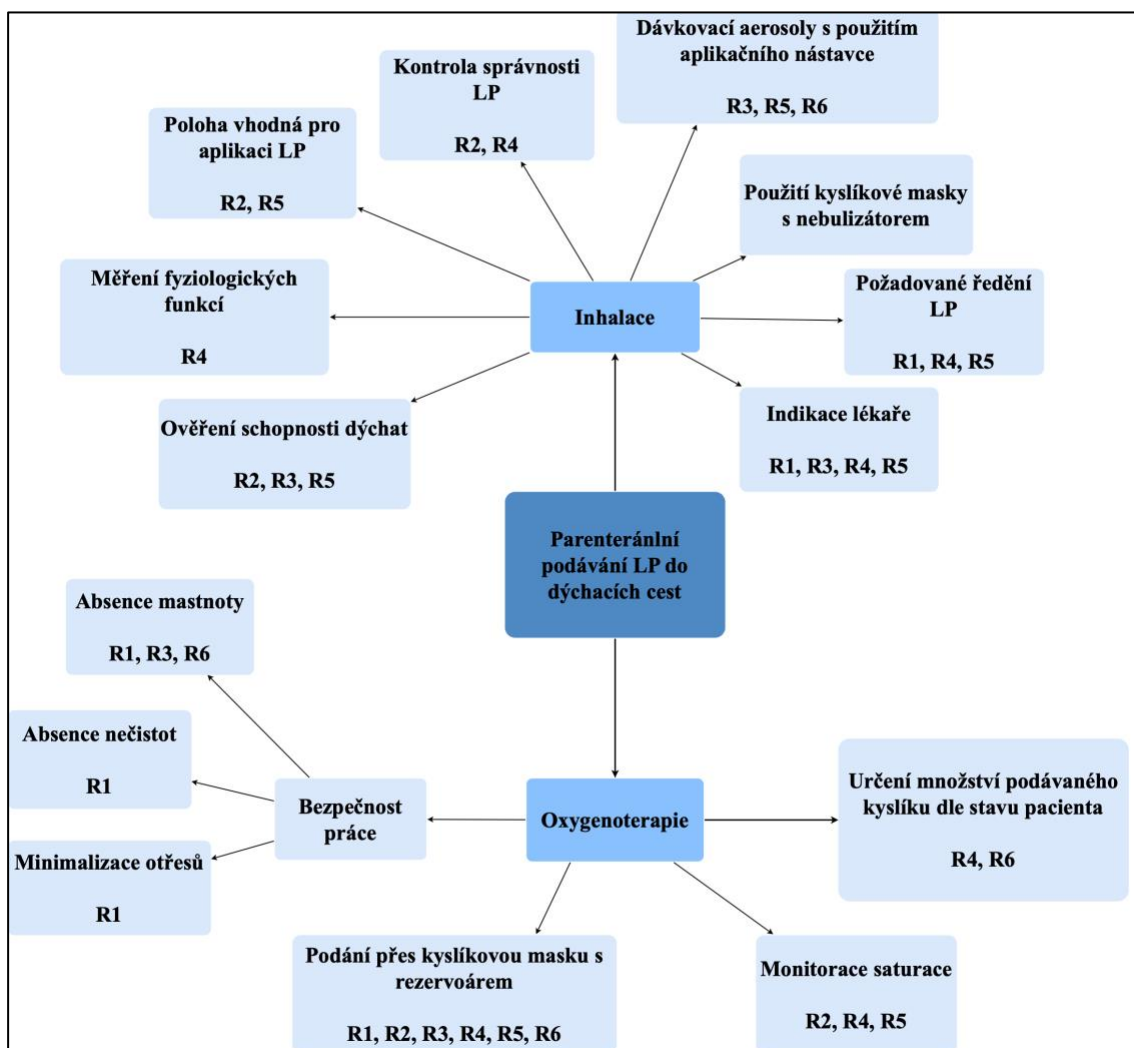 Dávkovací aerosoly s použitím
aplikačního nástavce
R3, R5, R6
Kontrola správnosti
LP
R2, R4
Poloha vhodná pro
aplikaci LP
R2, R5
Použití kyslíkové masky
s nebulizátorem
Měření fyziologických
funkcí
R4
Inhalace
Požadované ředění
LP
R1, R4, R5
Ověření schopnosti dýchat
R2, R3, R5
Indikace lékaře
R1, R3, R4, R5
Parenteránlní
podávání LP do
dýchacích cest
Absence mastnoty
R1, R3, R6
Absence nečistot
R1
Minimalizace otřesů
R1
Bezpečnost
práce
Oxygenoterapie
Určení množství podávaného
kyslíku dle stavu pacienta
R4, R6
Podání přes kyslíkovou masku s
rezervoárem
R1, R2, R3, R4, R5, R6
Monitorace saturace
R2, R4, R5